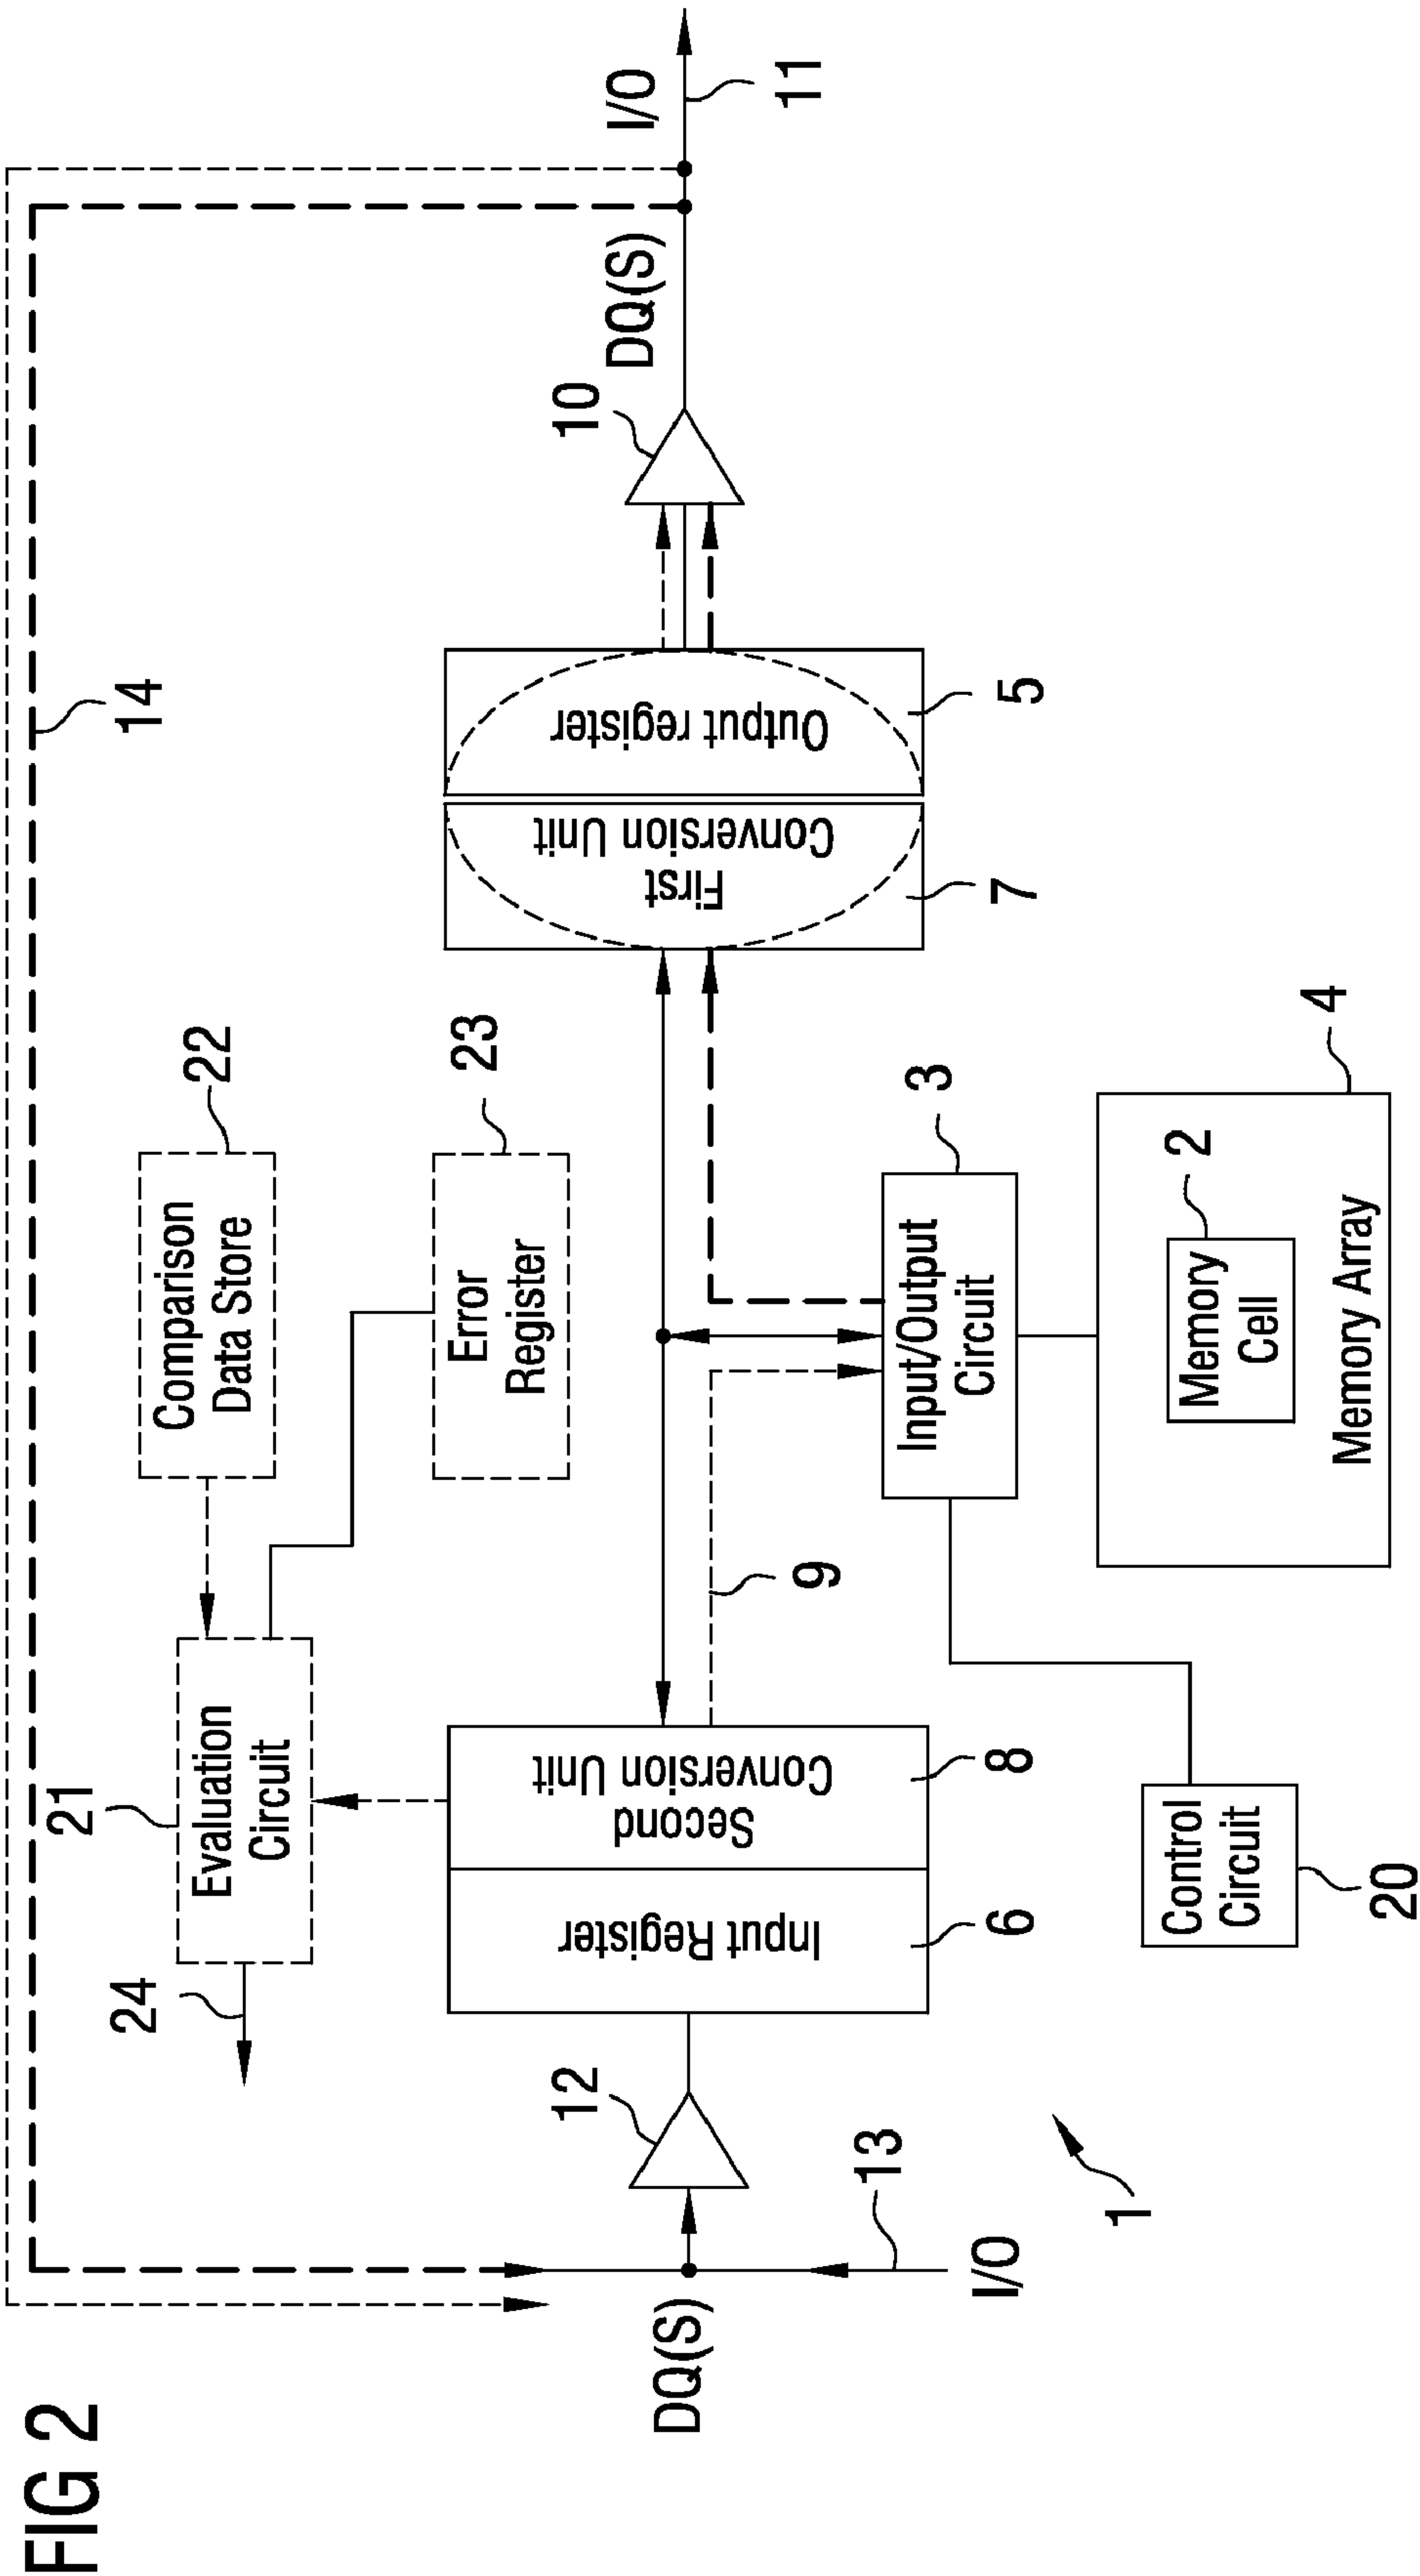 FIG 2
14
I/O
11
DQ(S)
10
22
Comparison
Data Store
21
Evaluation
Circuit
24
23
Error
Register
Output register
5
First
Conversion Unit
7
Second
Conversion Unit
8
Input Register
6
9
12
DQ(S)
13
I/O
3
Input/Output
Circuit
4
2
Memory
Cell
Memory Array
Control
Circuit
20
1